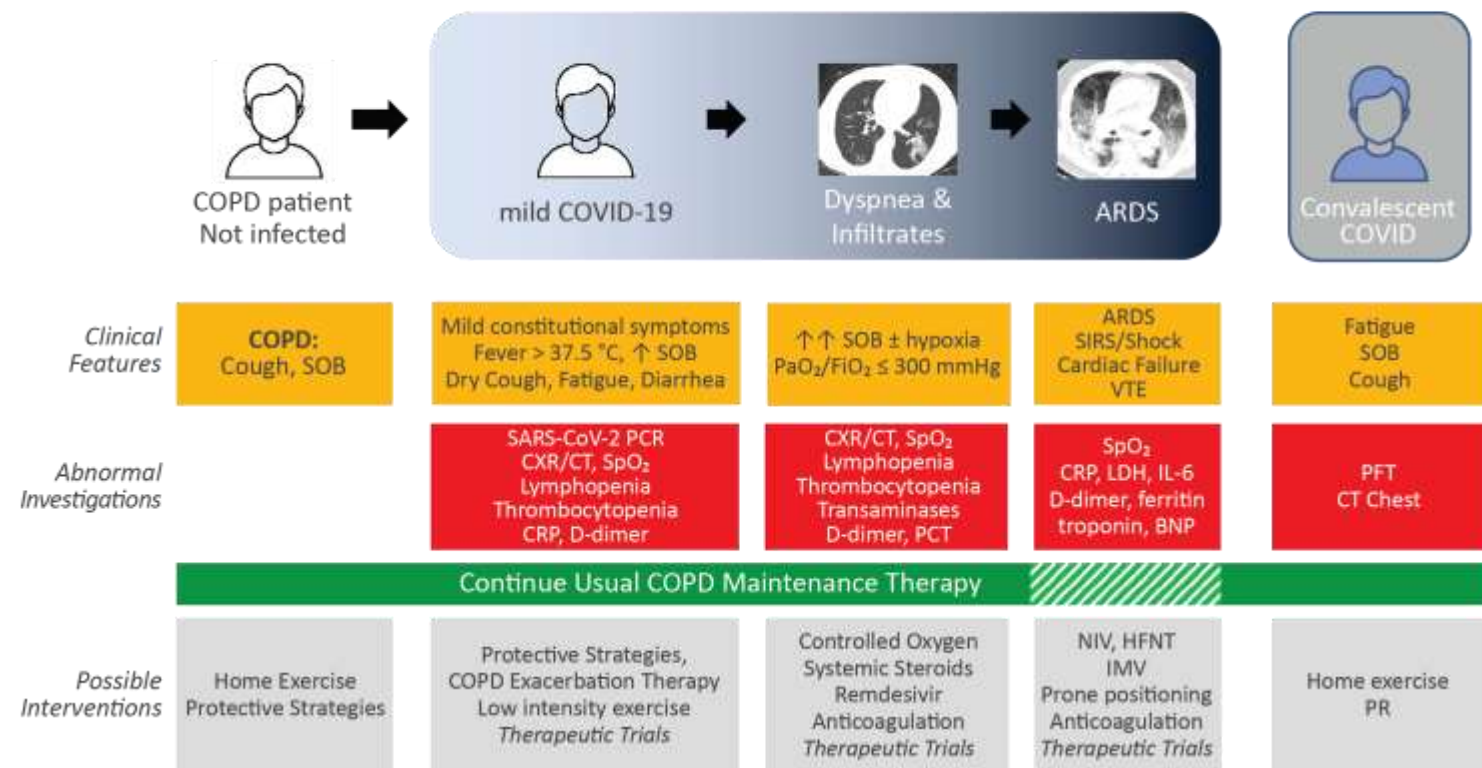 COPD patient
Not infected
mild COVID-19
Dyspnea &
Infiltrates
ARDS
Convalescent
COVID
Clinical
Features
COPD:
Cough, SOB
Mild constitutional symptoms
Fever > 37.5 °C, ↑ SOB
Dry Cough, Fatigue, Diarrhea
↑↑ SOB ± hypoxia
PaO₂/FiO₂ ≤ 300 mmHg
ARDS
SIRS/Shock
Cardiac Failure
VTE
Fatigue
SOB
Cough
Abnormal
Investigations
SARS-CoV-2 PCR
CXR/CT, SpO₂
Lymphopenia
Thrombocytopenia
CRP, D-dimer
CXR/CT, SpO₂
Lymphopenia
Thrombocytopenia
Transaminases
D-dimer, PCT
SpO₂
CRP, LDH, IL-6
D-dimer, ferritin
troponin, BNP
PFT
CT Chest
Continue Usual COPD Maintenance Therapy
Possible
Interventions
Home Exercise
Protective Strategies
Protective Strategies,
COPD Exacerbation Therapy
Low intensity exercise
Therapeutic Trials
Controlled Oxygen
Systemic Steroids
Remdesivir
Anticoagulation
Therapeutic Trials
NIV, HFNT
IMV
Prone positioning
Anticoagulation
Therapeutic Trials
Home exercise
PR